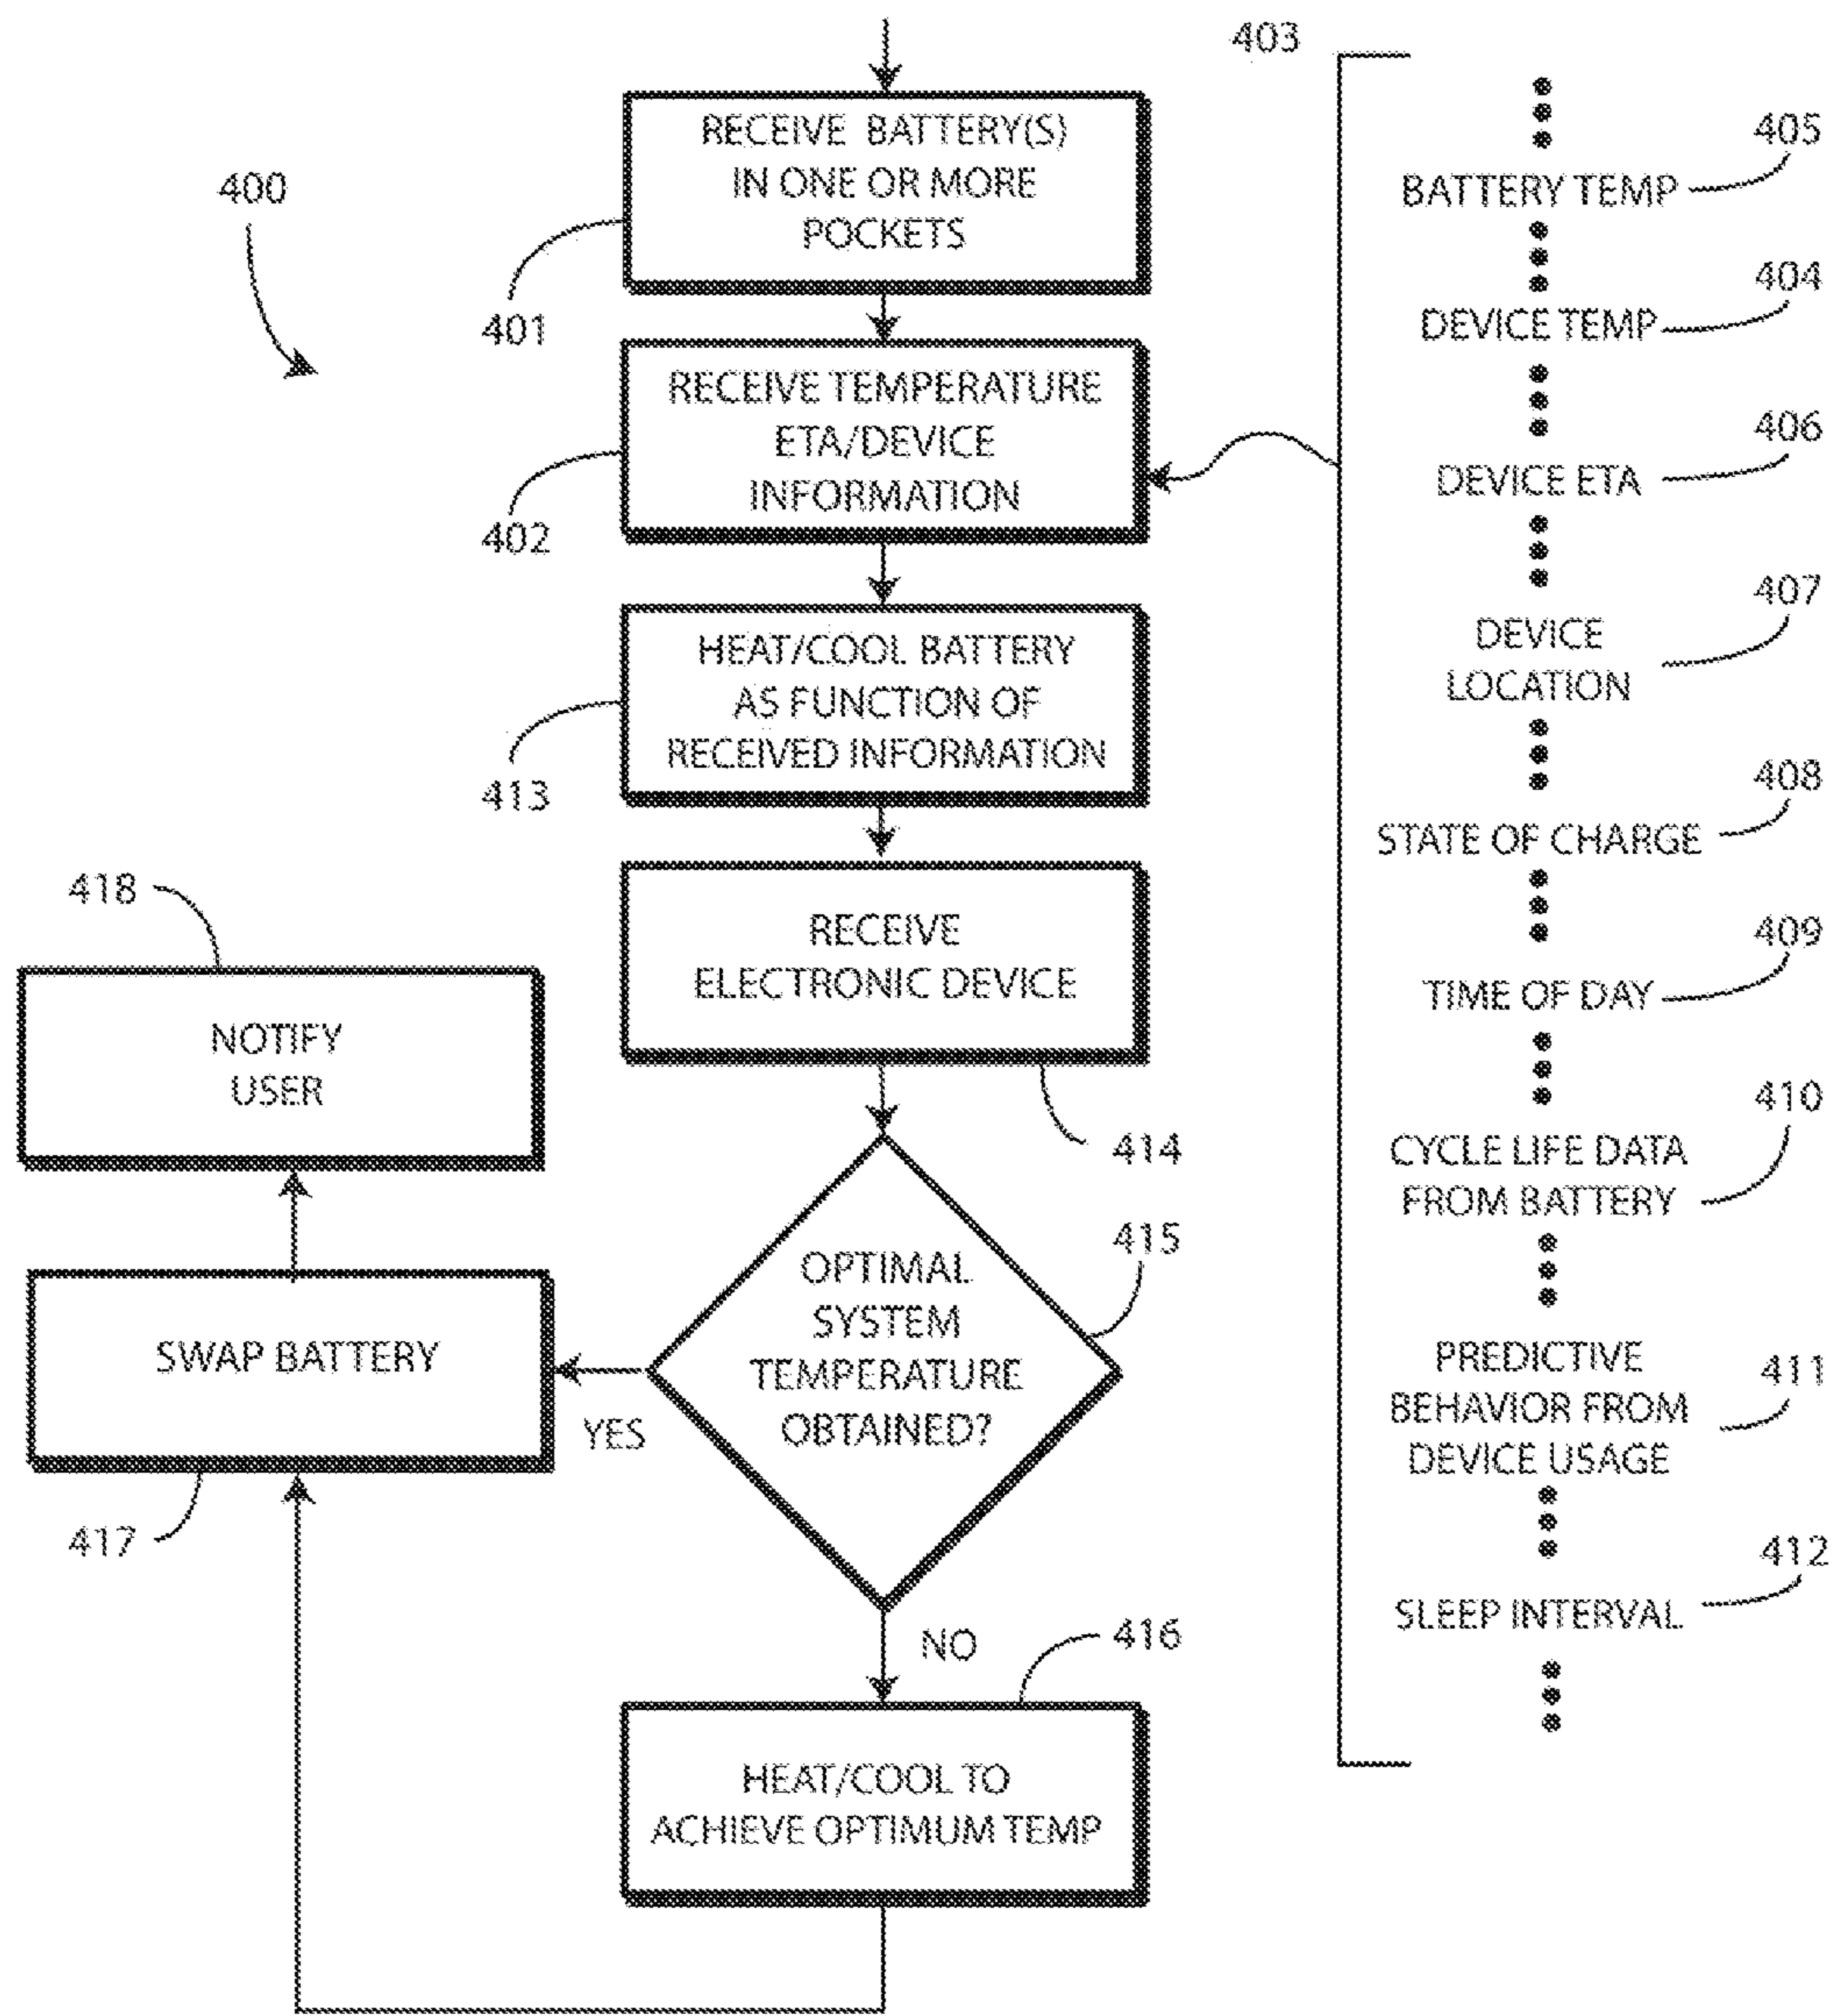 403
RECEIVE BATTERY(S)
IN ONE OR MORE
POCKETS
400
401
RECEIVE TEMPERATURE
ETA/DEVICE
INFORMATION
402
HEAT/COOL BATTERY
AS FUNCTION OF
RECEIVED INFORMATION
413
RECEIVE
ELECTRONIC DEVICE
414
OPTIMAL
SYSTEM
TEMPERATURE
OBTAINED?
415
YES
NO
416
HEAT/COOL TO
ACHIEVE OPTIMUM TEMP
SWAP BATTERY
417
418
NOTIFY
USER
405
BATTERY TEMP
404
DEVICE TEMP
406
DEVICE ETA
407
DEVICE
LOCATION
408
STATE OF CHARGE
409
TIME OF DAY
410
CYCLE LIFE DATA
FROM BATTERY
PREDICTIVE
411
BEHAVIOR FROM
DEVICE USAGE
412
SLEEP INTERVAL